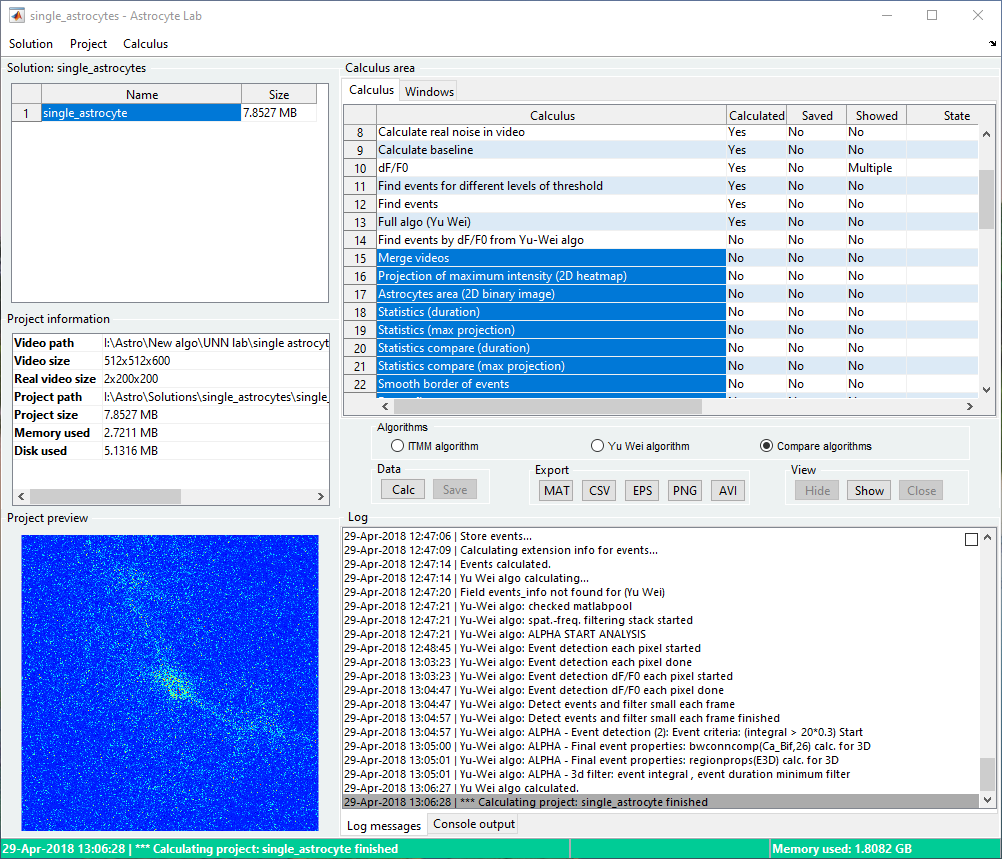 single_astrocytes - Astrocyte Lab
Solution Project Calculus
Solution: single_astrocytes
Name Size
1 single_astrocyte 7.8527 MB
Project information
Video path I:\Astro\New algo\UNN lab\single astrocyt
Video size 512x512x600
Real video size 2x200x200
Project path I:\Astro\Solutions\single_astrocytes\single_
Project size 7.8527 MB
Memory used 2.7211 MB
Disk used 5.1316 MB
Project preview
Calculus area
Calculus Windows
Calculus Calculated Saved Showed State
8 Calculate real noise in video Yes No No
9 Calculate baseline Yes No No
10 dF/F0 Yes No Multiple
11 Find events for different levels of threshold Yes No No
12 Find events Yes No No
13 Full algo (Yu Wei) Yes No No
14 Find events by dF/F0 from Yu-Wei algo No No No
15 Merge videos No No No
16 Projection of maximum intensity (2D heatmap) No No No
17 Astrocytes area (2D binary image) No No No
18 Statistics (duration) No No No
19 Statistics (max projection) No No No
20 Statistics compare (duration) No No No
21 Statistics compare (max projection) No No No
22 Smooth border of events No No No
Algorithms
ITMM algorithm Yu Wei algorithm Compare algorithms
Data Export View
Calc Save MAT CSV EPS PNG AVI Hide Show Close
Log
29-Apr-2018 12:47:06 | Store events...
29-Apr-2018 12:47:09 | Calculating extension info for events...
29-Apr-2018 12:47:14 | Events calculated.
29-Apr-2018 12:47:14 | Yu Wei algo calculating...
29-Apr-2018 12:47:20 | Field events_info not found for (Yu Wei)
29-Apr-2018 12:47:21 | Yu-Wei algo: checked matlabpool
29-Apr-2018 12:47:21 | Yu-Wei algo: spat.-freq. filtering stack started
29-Apr-2018 12:47:21 | Yu-Wei algo: ALPHA START ANALYSIS
29-Apr-2018 12:48:45 | Yu-Wei algo: Event detection each pixel started
29-Apr-2018 13:03:23 | Yu-Wei algo: Event detection each pixel done
29-Apr-2018 13:03:23 | Yu-Wei algo: Event detection dF/F0 each pixel started
29-Apr-2018 13:04:47 | Yu-Wei algo: Event detection dF/F0 each pixel done
29-Apr-2018 13:04:47 | Yu-Wei algo: Detect events and filter small each frame
29-Apr-2018 13:04:57 | Yu-Wei algo: Detect events and filter small each frame finished
29-Apr-2018 13:04:57 | Yu-Wei algo: ALPHA - Event detection (2): Event criteria: (integral > 20*0.3) Start
29-Apr-2018 13:05:00 | Yu-Wei algo: ALPHA - Final event properties: bwconncomp(Ca_Bif,26) calc. for 3D
29-Apr-2018 13:05:01 | Yu-Wei algo: ALPHA - Final event properties: regionprops(E3D) calc. for 3D
29-Apr-2018 13:05:01 | Yu-Wei algo: ALPHA - 3d filter: event integral , event duration minimum filter
29-Apr-2018 13:06:27 | Yu Wei algo calculated.
29-Apr-2018 13:06:28 | *** Calculating project: single_astrocyte finished
Log messages Console output
29-Apr-2018 13:06:28 | *** Calculating project: single_astrocyte finished Memory used: 1.8082 GB